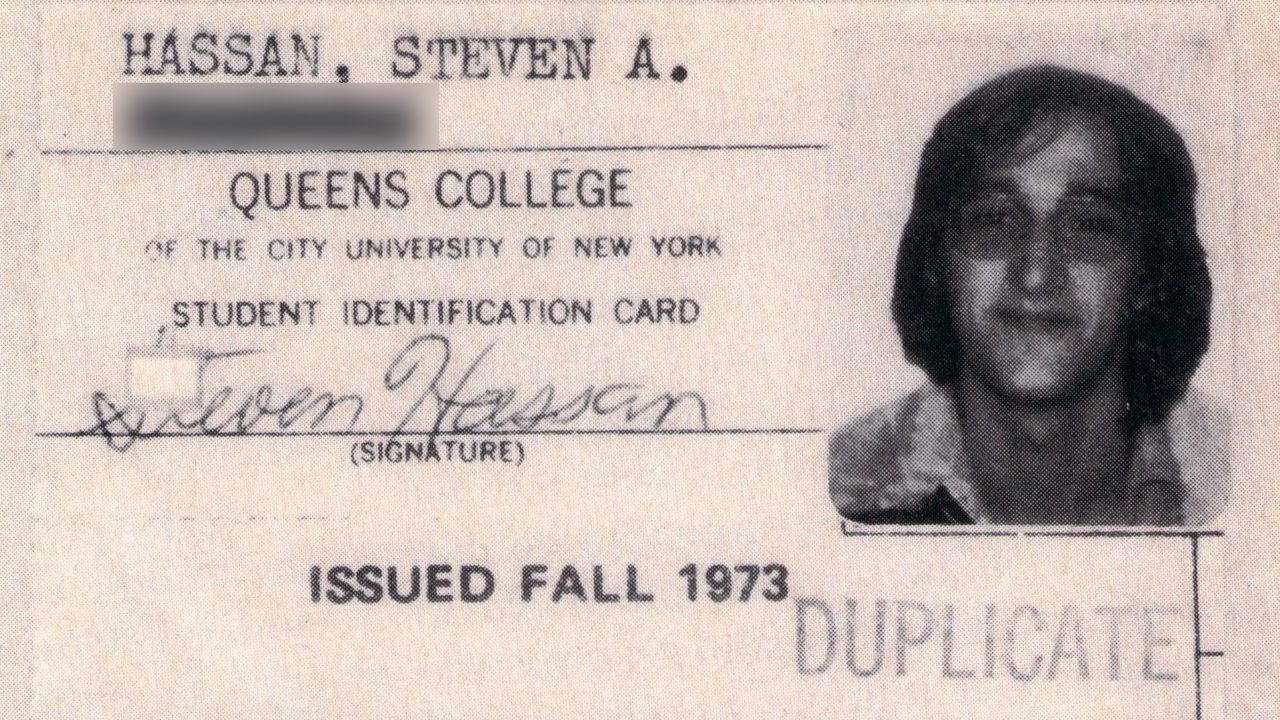 HASSAN, STEVEN A.
QUEENS COLLEGE
OF THE CITY UNIVERSITY OF NEW YORK
STUDENT IDENTIFICATION CARD
Steven Hassan
(SIGNATURE)
ISSUED FALL 1973
DUPLICATE